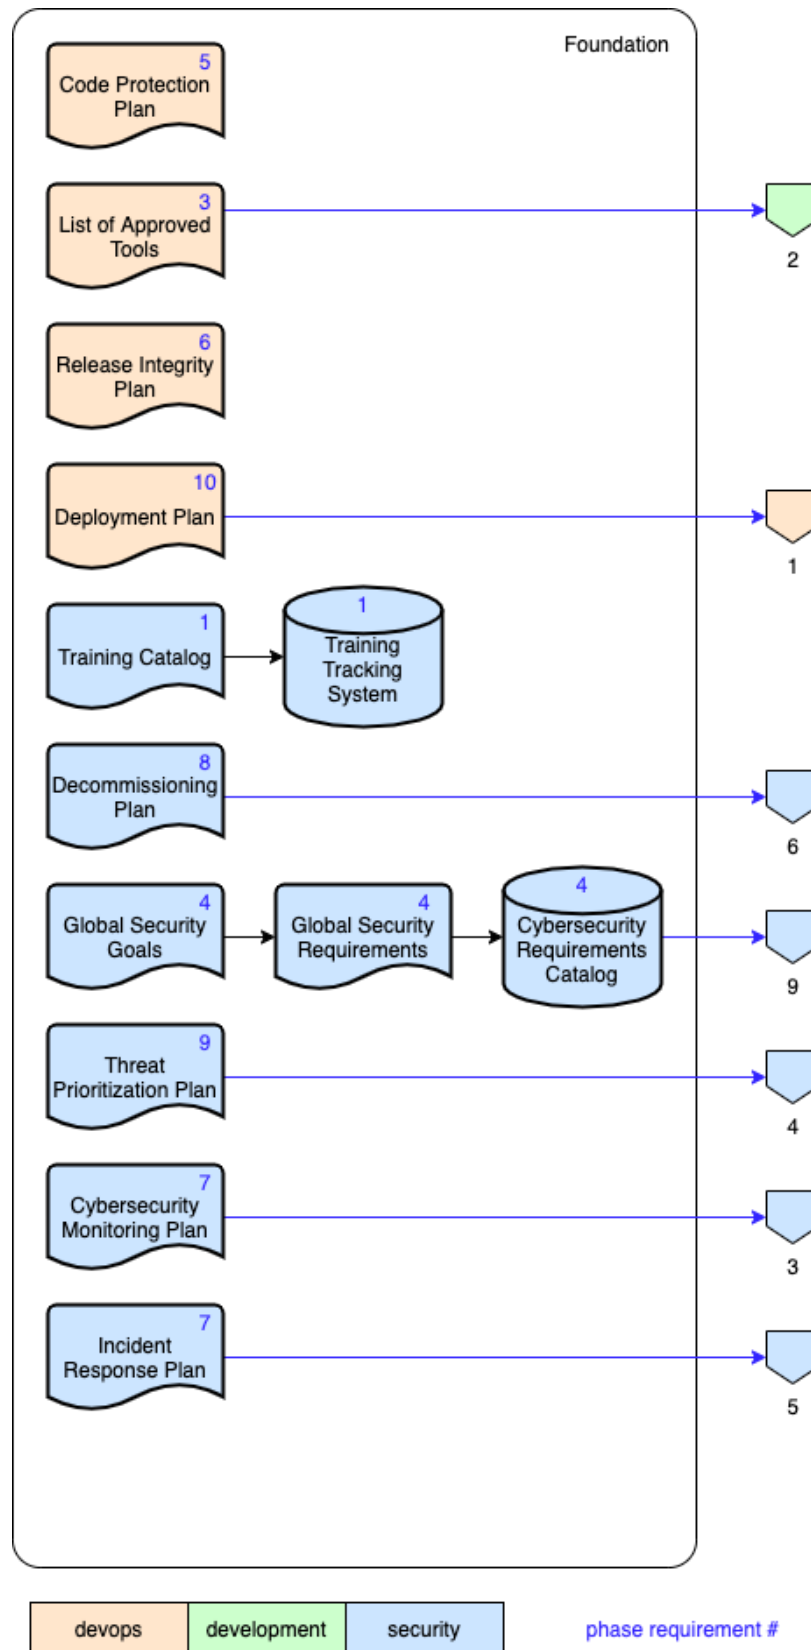 Foundation
5
Code Protection
Plan
3
List of Approved
Tools
2
6
Release Integrity
Plan
10
Deployment Plan
1
1
Training Catalog
1
Training
Tracking
System
8
Decommissioning
Plan
6
4
Global Security
Goals
4
Global Security
Requirements
4
Cybersecurity
Requirements
Catalog
9
9
Threat
Prioritization Plan
4
7
Cybersecurity
Monitoring Plan
3
7
Incident
Response Plan
5
devops
development
security
phase requirement #